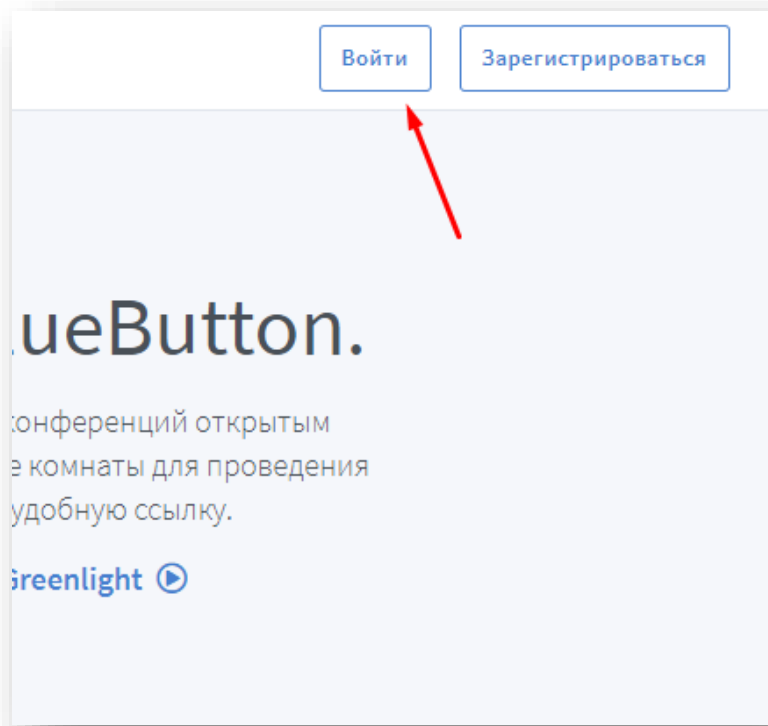 Войти Зарегистрироваться
ueButton.
конференций открытым
е комнаты для проведения
удобную ссылку.
Greenlight